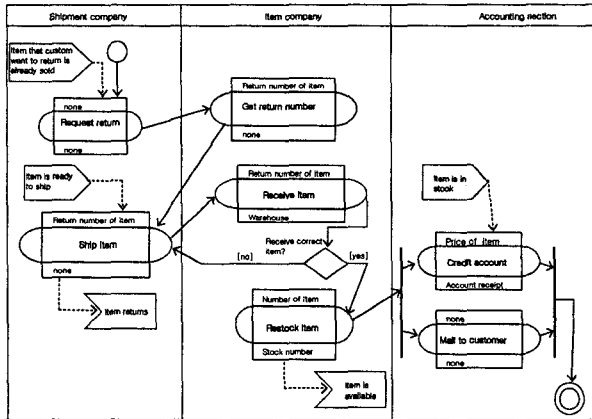 Shipment company
Item company
Accounting section
Item that custom
want to return is
already sold
none
Request return
none
Return number of item
Get return number
none
Item is ready
to ship
Return number of item
Ship item
none
Item returns
Return number of item
Receive item
Warehouse
Receive correct
item?
[no]
[yes]
Number of item
Restock item
Stock number
Item is
available
Item is in
stock
Price of item
Credit account
Account receipt
none
Mail to customer
none